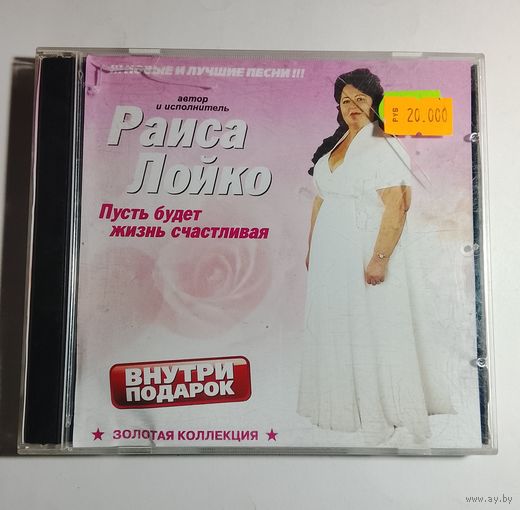 !!! НОВЫЕ И ЛУЧШИЕ ПЕСНИ !!!
автор
и исполнитель
Раиса
Лойко
Пусть будет
жизнь счастливая
РУБ 20.000
ВНУТРИ
ПОДАРОК
★ ЗОЛОТАЯ КОЛЛЕКЦИЯ ★
www.ay.by